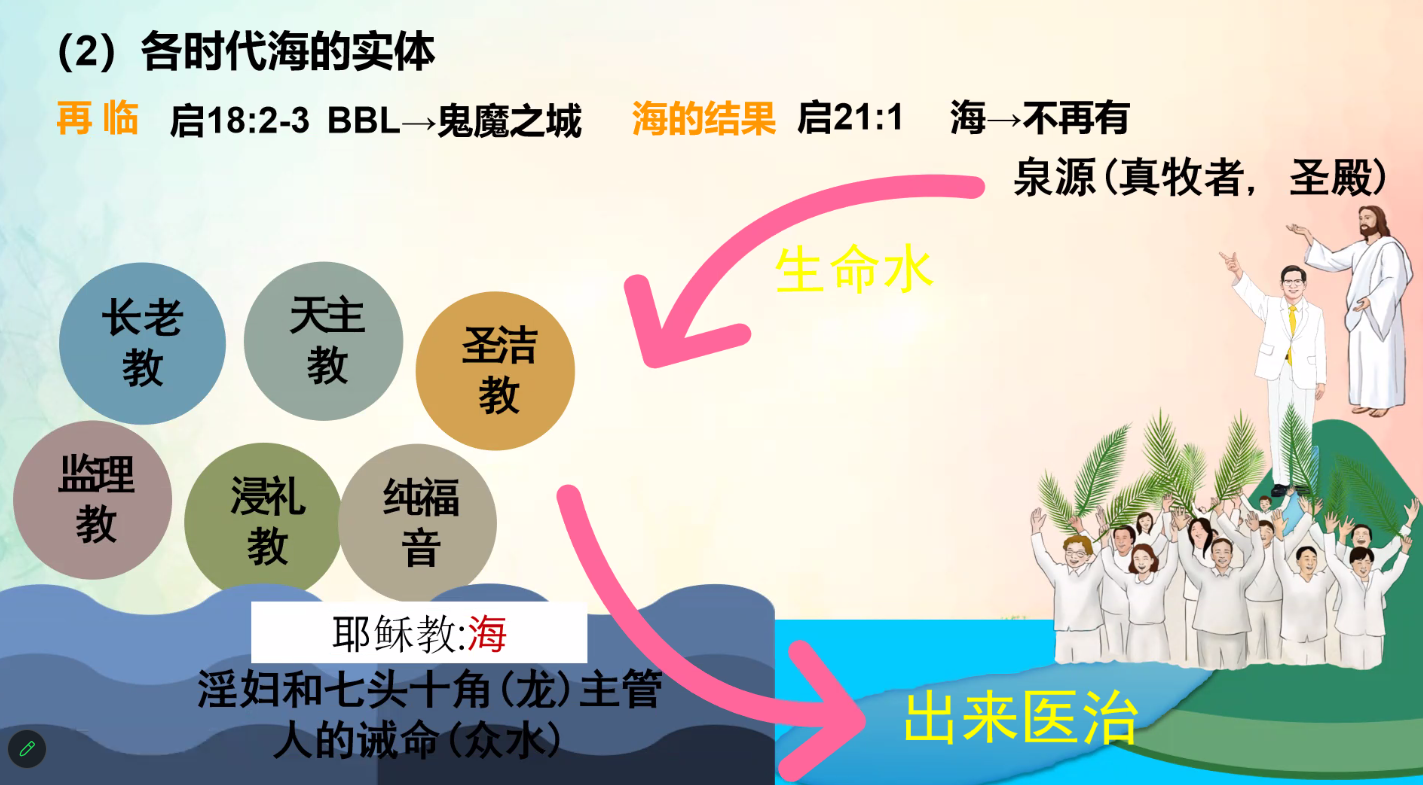 （2）各时代海的实体
再 临 启18:2-3 BBL→鬼魔之城 海的结果 启21:1 海→不再有
泉源(真牧者, 圣殿)
生命水
长老
教
天主
教
圣洁
教
监理
教
浸礼
教
纯福
音
耶稣教:海
淫妇和七头十角(龙)主管
人的诫命(众水)
出来医治